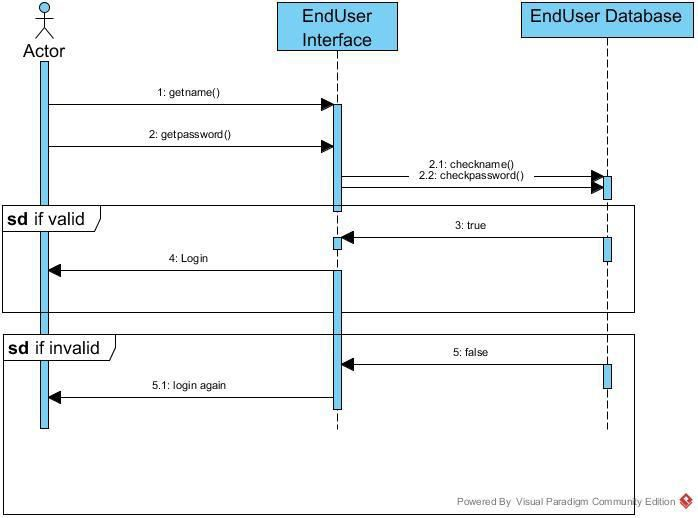 EndUser
Interface
EndUser Database
Actor
1: getname()
2: getpassword()
2.1: checkname()
2.2: checkpassword()
sd if valid
3: true
4: Login
sd if invalid
5: false
5.1: login again
Powered By Visual Paradigm Community Edition